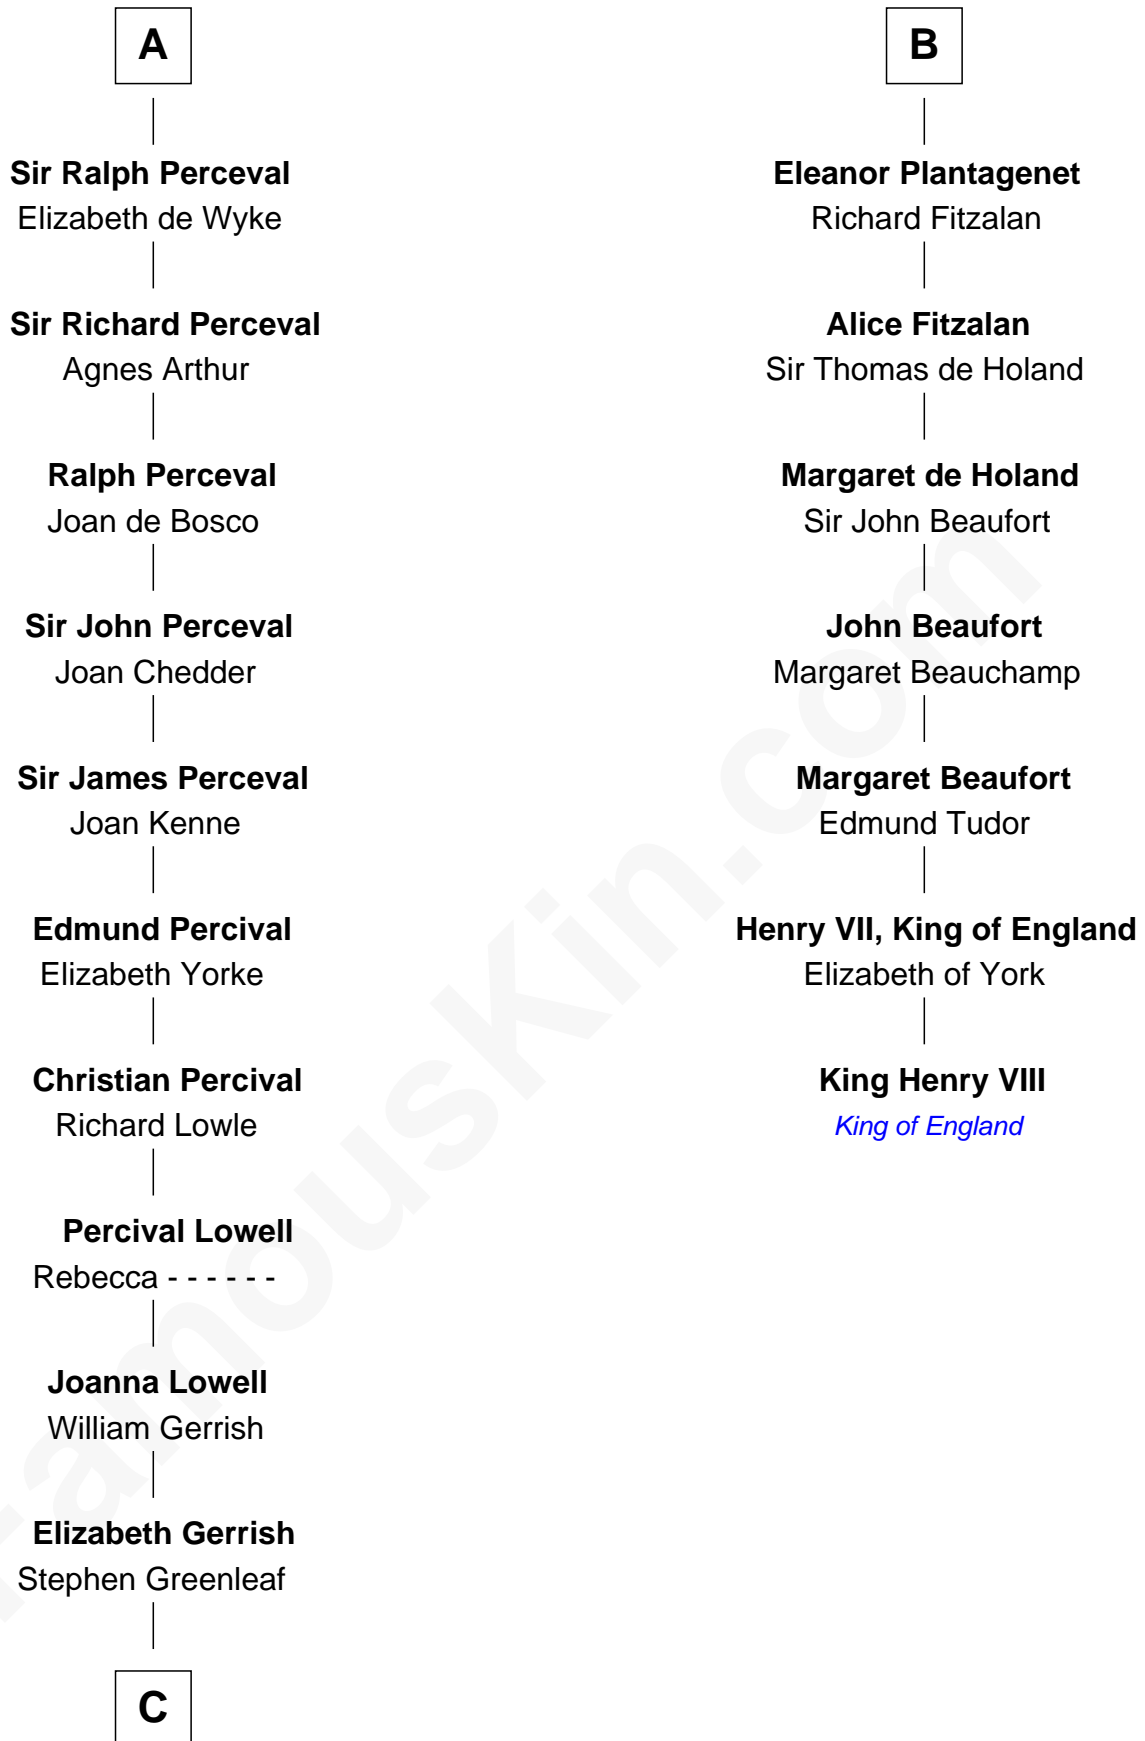 A
Sir Ralph Perceval
Elizabeth de Wyke
Sir Richard Perceval
Agnes Arthur
Ralph Perceval
Joan de Bosco
Sir John Perceval
Joan Chedder
Sir James Perceval
Joan Kenne
Edmund Percival
Elizabeth Yorke
Christian Percival
Richard Lowle
Percival Lowell
Rebecca - - - - - -
Joanna Lowell
William Gerrish
Elizabeth Gerrish
Stephen Greenleaf
C
B
Eleanor Plantagenet
Richard Fitzalan
Alice Fitzalan
Sir Thomas de Holand
Margaret de Holand
Sir John Beaufort
John Beaufort
Margaret Beauchamp
Margaret Beaufort
Edmund Tudor
Henry VII, King of England
Elizabeth of York
King Henry VIII
King of England
FamousKin.com